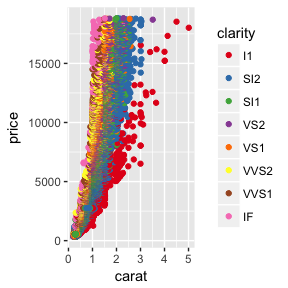 clarity
I1
SI2
SI1
VS2
VS1
VVS2
VVS1
IF
price
15000
10000
5000
0
0 1 2 3 4 5
carat